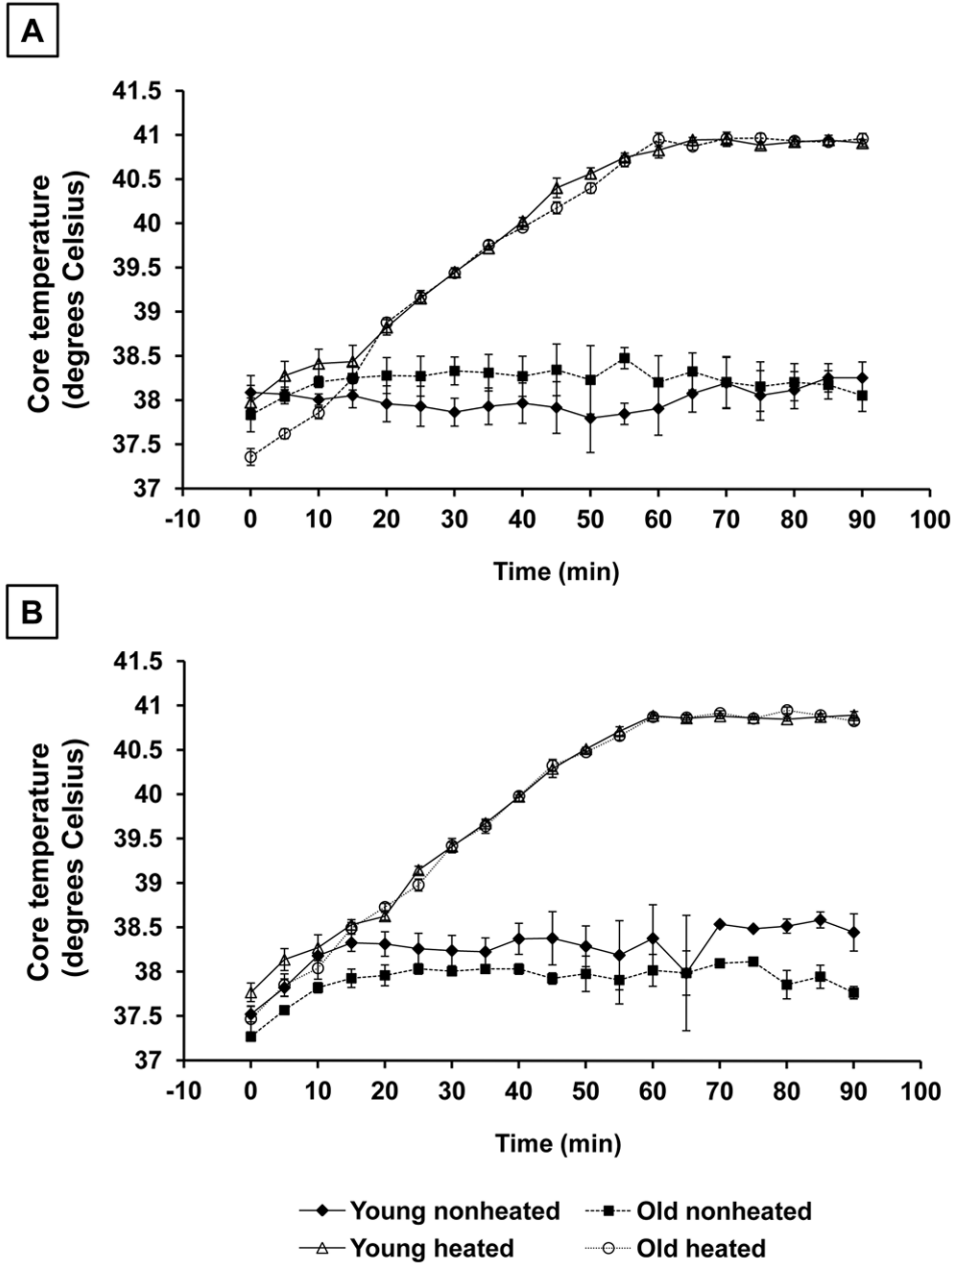 A
41.5
41
40.5
40
39.5
39
38.5
38
37.5
37
Core temperature
(degrees Celsius)
-10 0 10 20 30 40 50 60 70 80 90 100
Time (min)
B
41.5
41
40.5
40
39.5
39
38.5
38
37.5
37
Core temperature
(degrees Celsius)
-10 0 10 20 30 40 50 60 70 80 90 100
Time (min)
Young nonheated Old nonheated
Young heated Old heated